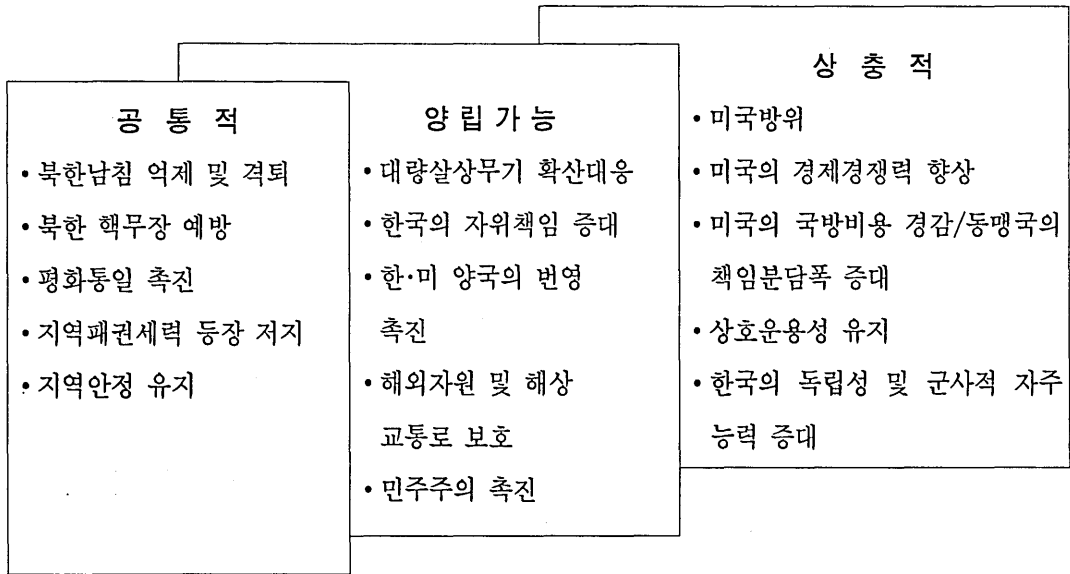 공 통 적
• 북한남침 억제 및 격퇴
• 북한 핵무장 예방
• 평화통일 촉진
• 지역패권세력 등장 저지
• 지역안정 유지
양 립 가 능
• 대량살상무기 확산대응
• 한국의 자위책임 증대
• 한·미 양국의 번영
촉진
• 해외자원 및 해상
교통로 보호
• 민주주의 촉진
상 충 적
• 미국방위
• 미국의 경제경쟁력 향상
• 미국의 국방비용 경감/동맹국의
책임분담폭 증대
• 상호운용성 유지
• 한국의 독립성 및 군사적 자주
능력 증대